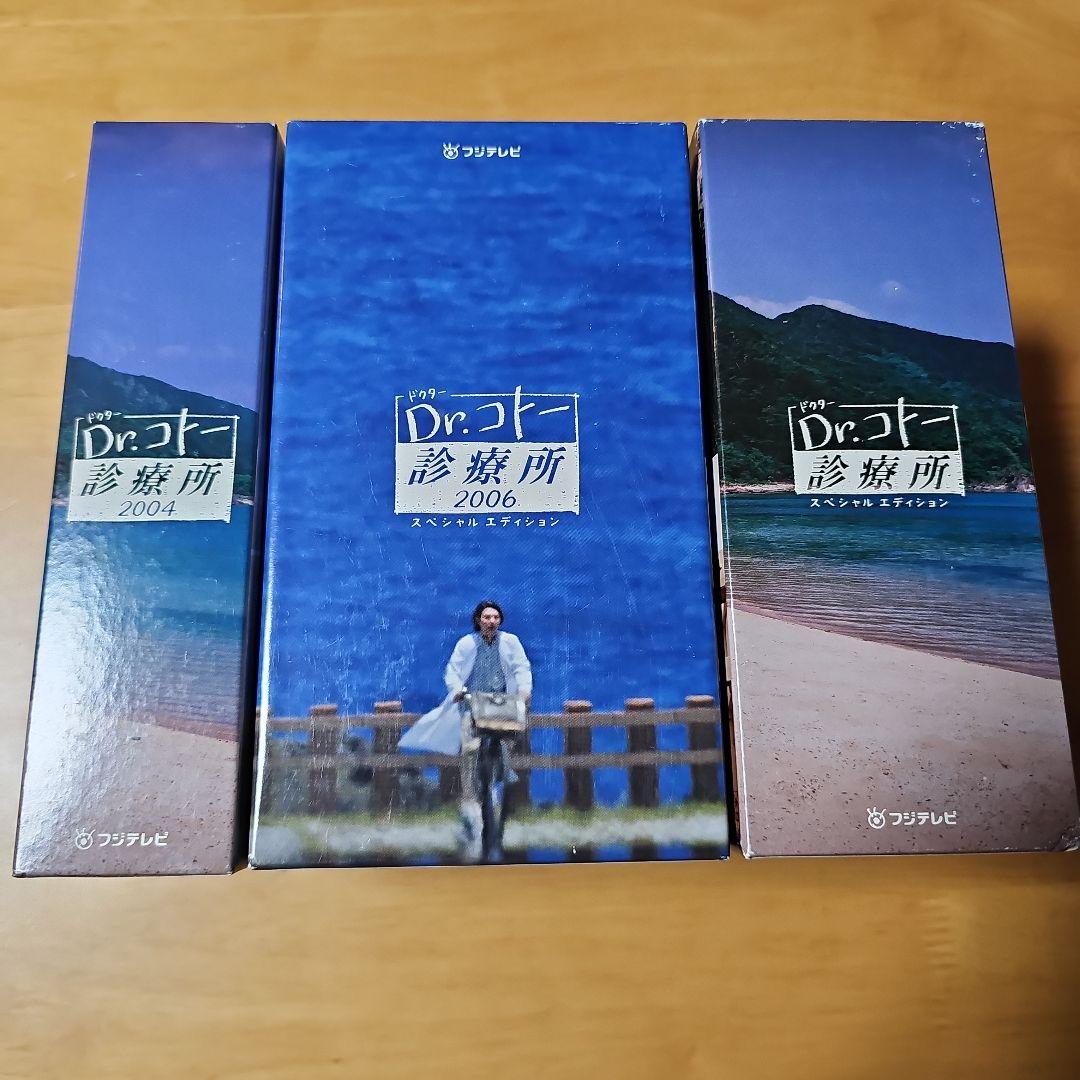 ドクター
Dr.コトー
診療所
2004
フジテレビ
フジテレビ
ドクター
Dr.コトー
診療所
2006
スペシャル エディション
ドクター
Dr.コトー
診療所
スペシャル エディション
フジテレビ